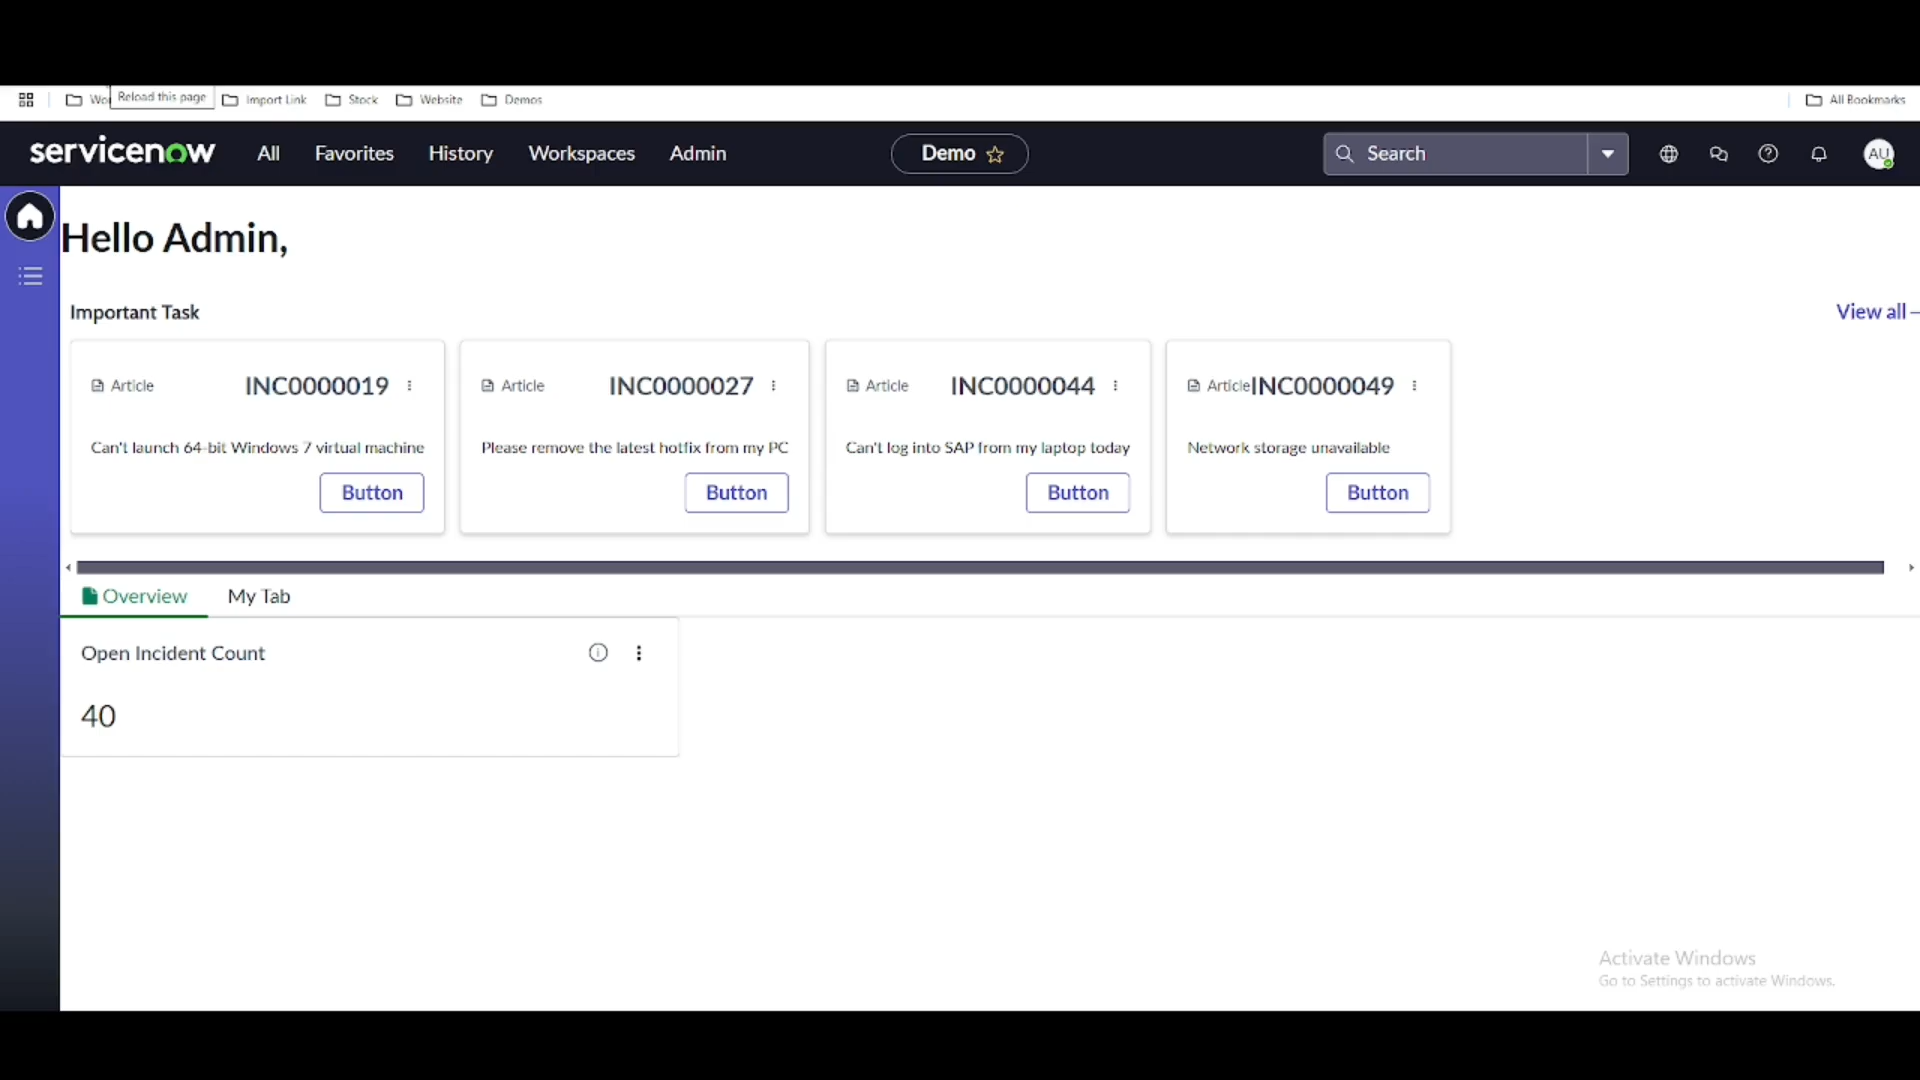 Wor Reload this page Import Link Stock Website Demos All Bookmarks
servicenow All Favorites History Workspaces Admin Demo Search AU
Hello Admin,
Important Task View all
Article INC0000019 Article INC0000027 Article INC0000044 Article INC0000049
Can't launch 64-bit Windows 7 virtual machine Please remove the latest hotfix from my PC Can't log into SAP from my laptop today Network storage unavailable
Button Button Button Button
Overview My Tab
Open Incident Count
40
Activate Windows
Go to Settings to activate Windows.